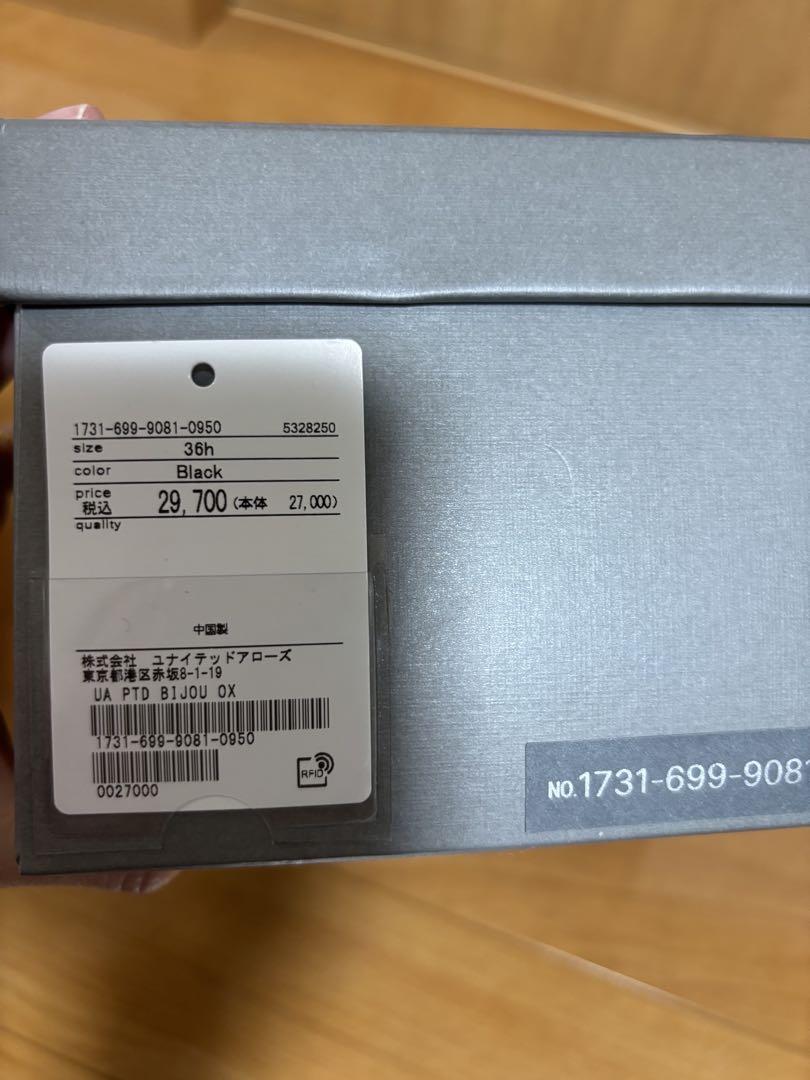 1731-699-9081-0950 5328250
size 36h
color Black
price 税込 29,700 (本体 27,000)
quality
中国製
株式会社 ユナイテッドアローズ
東京都港区赤坂8-1-19
UA PTD BIJOU OX
1731-699-9081-0950
0027000
RFID
NO.1731-699-9081